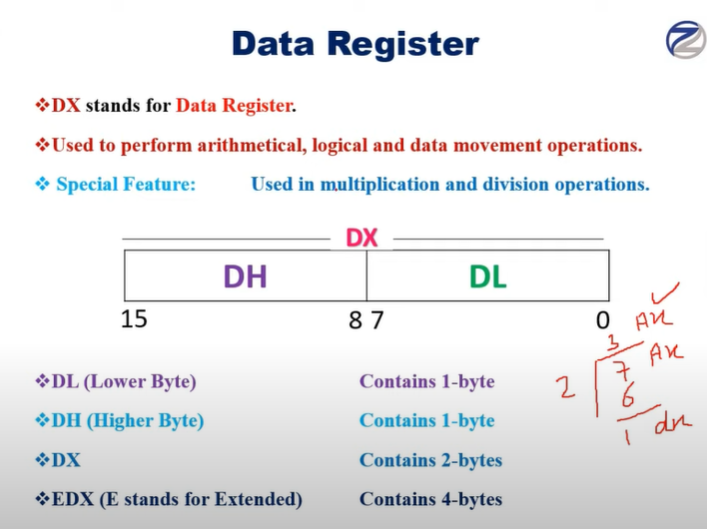 Data Register
❖DX stands for Data Register.
❖Used to perform arithmetical, logical and data movement operations.
❖ Special Feature: Used in multiplication and division operations.
DX
DH DL
15 8 7 0
Ax
3
2 7 Ax
6
1 dx
❖DL (Lower Byte) Contains 1-byte
❖DH (Higher Byte) Contains 1-byte
❖DX Contains 2-bytes
❖EDX (E stands for Extended) Contains 4-bytes